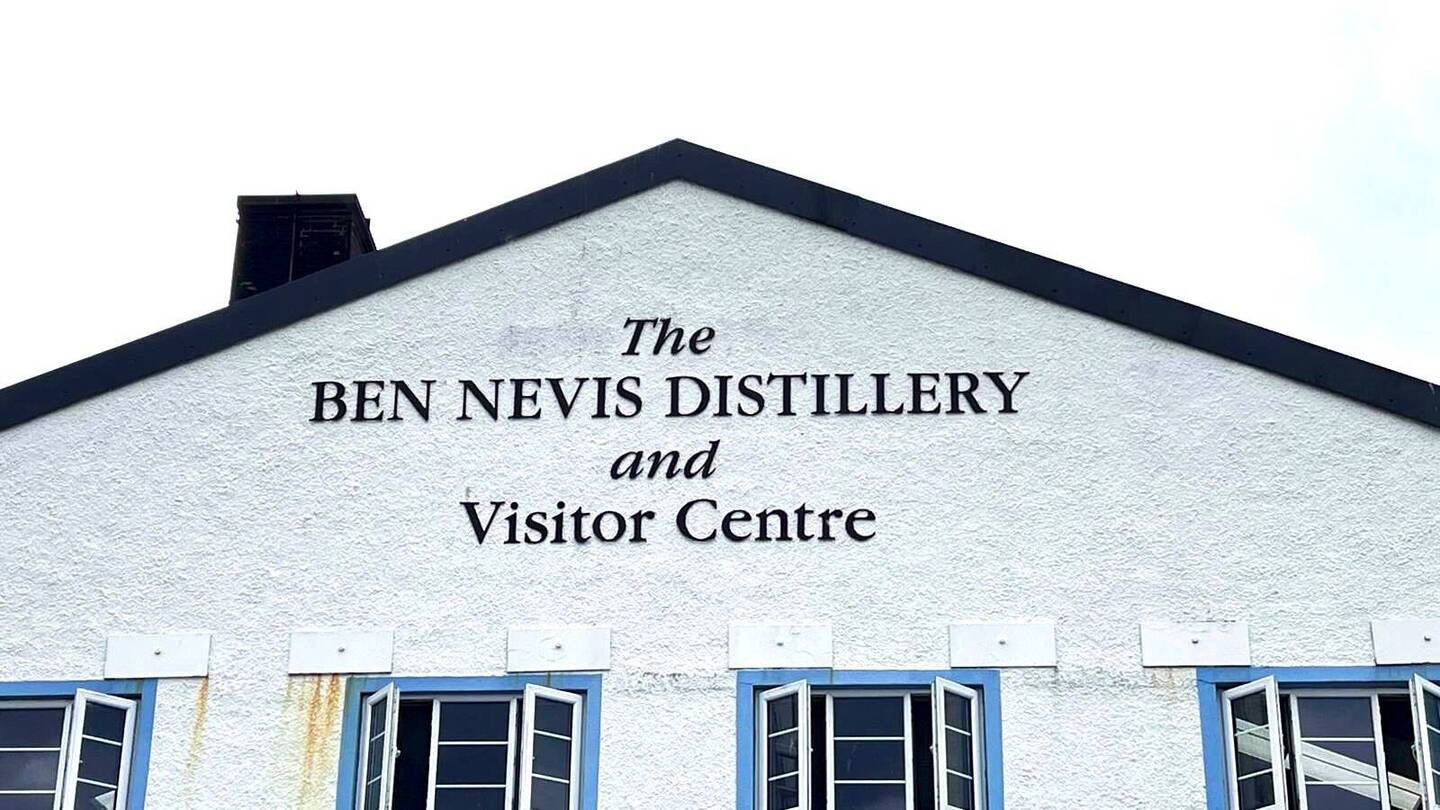 The
BEN NEVIS DISTILLERY
and
Visitor Centre